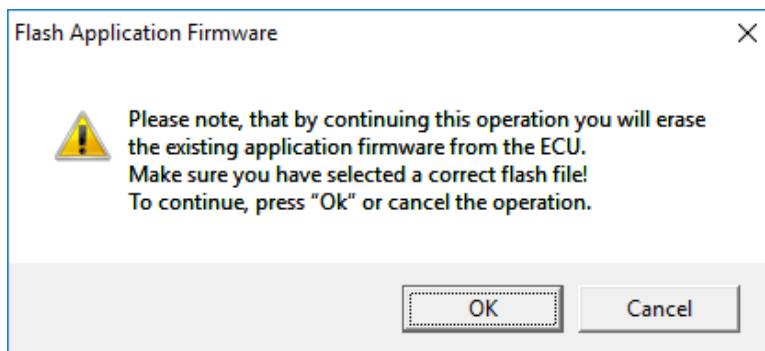 Flash Application Firmware
Please note, that by continuing this operation you will erase
the existing application firmware from the ECU.
Make sure you have selected a correct flash file!
To continue, press "Ok" or cancel the operation.
OK
Cancel